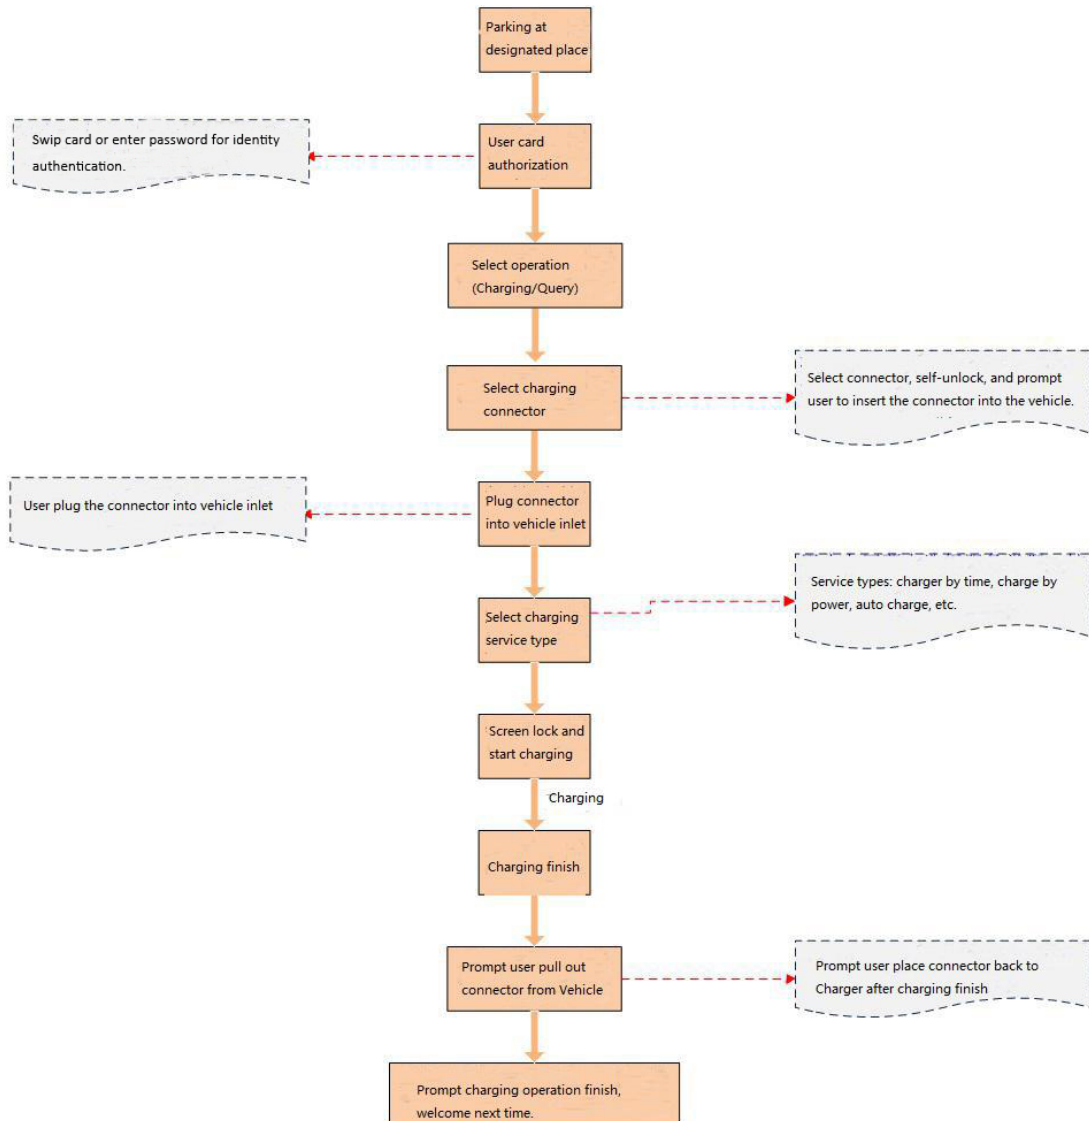 Parking at
designated place
Swip card or enter password for identity
authentication.
User card
authorization
Select operation
(Charging/Query)
Select charging
connector
Select connector, self-unlock, and prompt
user to insert the connector into the vehicle.
User plug the connector into vehicle inlet
Plug connector
into vehicle inlet
Service types: charger by time, charge by
power, auto charge, etc.
Select charging
service type
Screen lock and
start charging
Charging
Charging finish
Prompt user pull out
connector from Vehicle
Prompt user place connector back to
Charger after charging finish
Prompt charging operation finish,
welcome next time.